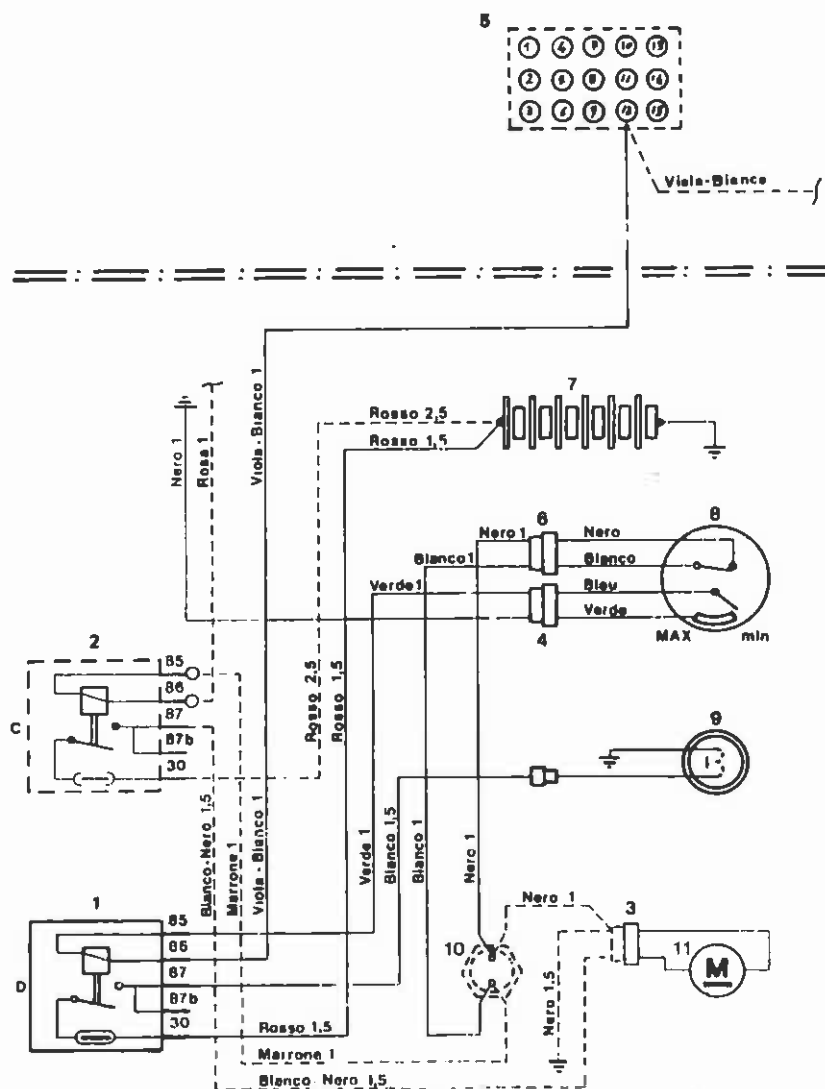 5
1 4 7 10 13
2 5 8 11 14
3 6 9 12 15
Viola-Bianco
7
Rosso 2,5
Rosso 1,5
Nero 1
Rosa 1
Viola-Bianco 1
6
8
Nero 1
Nero
Bianco 1
Bianco
Verde 1
Bleu
Verde
4
MAX
min
2
85
86
87
87b
30
C
Rosso 2,5
Rosso 1,5
9
Bianco-Nero 1,5
Marrone 1
Viola-Bianco 1
Verde 1
Bianco 1,5
Bianco 1
Nero 1
1
85
86
87
87b
30
D
Nero 1
3
10
11
M
Nero 1,5
Rosso 1,5
Marrone 1
Bianco Nero 1,5